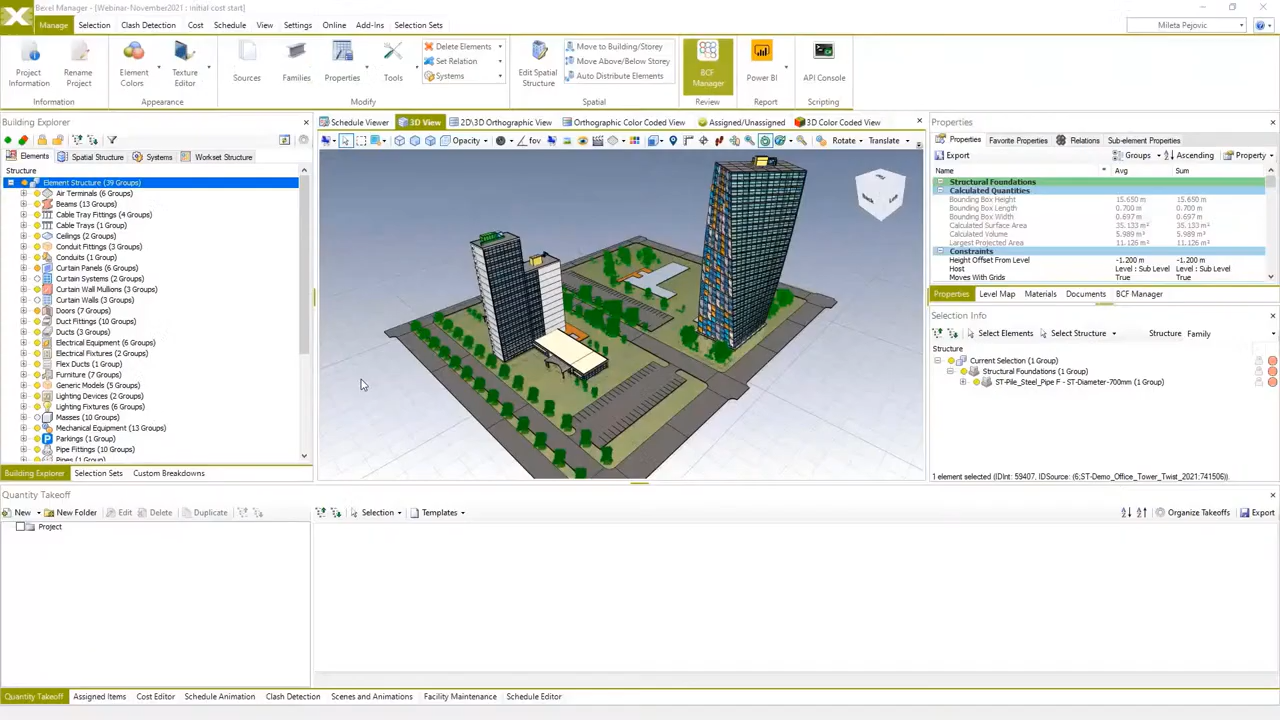 Bexel Manager - Webinar-November2021 : initial cost start]
Manage Selection Clash Detection Cost Schedule View Settings Online Add-Ins Selection Sets
Mileta Pejovic
Project Information
Rename Project
Information
Element Colors
Texture Editor
Appearance
Sources
Families
Properties
Tools
Delete Elements
Set Relation
Systems
Modify
Edit Spatial Structure
Move to Building/Storey
Move Above/Below Storey
Auto Distribute Elements
Spatial
BCF Manager
Review
Power BI
Report
API Console
Scripting
Building Explorer
Elements Spatial Structure Systems Workset Structure
Structure
Element Structure (39 Groups)
Air Terminals (6 Groups)
Beams (13 Groups)
Cable Tray Fittings (4 Groups)
Cable Trays (1 Group)
Ceilings (2 Groups)
Conduit Fittings (3 Groups)
Conduits (1 Group)
Curtain Panels (6 Groups)
Curtain Systems (2 Groups)
Curtain Wall Mullions (3 Groups)
Curtain Walls (3 Groups)
Doors (7 Groups)
Duct Fittings (10 Groups)
Ducts (3 Groups)
Electrical Equipment (6 Groups)
Electrical Fixtures (2 Groups)
Flex Ducts (1 Group)
Furniture (7 Groups)
Generic Models (5 Groups)
Lighting Devices (2 Groups)
Lighting Fixtures (6 Groups)
Masses (10 Groups)
Mechanical Equipment (13 Groups)
Parkings (1 Group)
Pipe Fittings (10 Groups)
Pipes (1 Group)
Building Explorer Selection Sets Custom Breakdowns
Schedule Viewer 3D View 2D\3D Orthographic View Orthographic Color Coded View Assigned/Unassigned 3D Color Coded View
Opacity fov Rotate Translate
Back Left
Properties
Properties Favorite Properties Relations Sub-element Properties
Export Groups Ascending Property
Name Avg Sum
Structural Foundations
Calculated Quantities
Bounding Box Height 15.650 m 15.650 m
Bounding Box Length 0.700 m 0.700 m
Bounding Box Width 0.697 m 0.697 m
Calculated Surface Area 35.133 m² 35.133 m²
Calculated Volume 5.989 m³ 5.989 m³
Largest Projected Area 11.126 m² 11.126 m²
Constraints
Height Offset From Level -1.200 m -1.200 m
Host Level : Sub Level Level : Sub Level
Moves With Grids True True
Properties Level Map Materials Documents BCF Manager
Selection Info
Select Elements Select Structure Structure Family
Structure
Current Selection (1 Group)
Structural Foundations (1 Group)
ST-Pile_Steel_Pipe F - ST-Diameter-700mm (1 Group)
1 element selected (IDInt: 59407, IDSource: (6;ST-Demo_Office_Tower_Twist_2021;741506))
Quantity Takeoff
New New Folder Edit Delete Duplicate
Selection Templates
Organize Takeoffs Export
Project
Quantity Takeoff Assigned Items Cost Editor Schedule Animation Clash Detection Scenes and Animations Facility Maintenance Schedule Editor